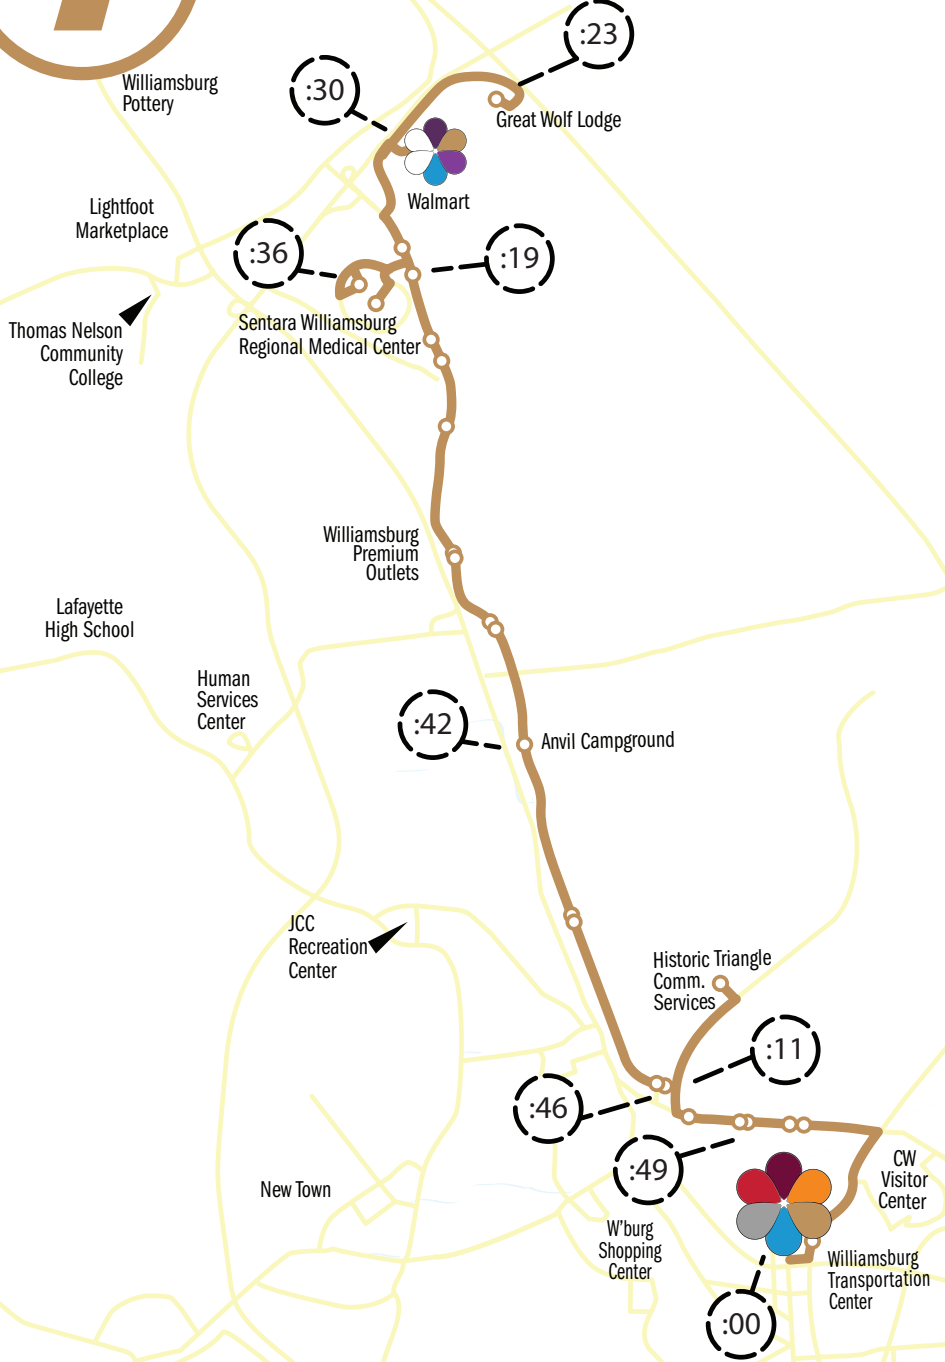 :23
Williamsburg
Pottery
:30
Great Wolf Lodge
Walmart
Lightfoot
Marketplace
:36
:19
Thomas Nelson
Community
College
Sentara Williamsburg
Regional Medical Center
Williamsburg
Premium
Outlets
Lafayette
High School
Human
Services
Center
:42
Anvil Campground
JCC
Recreation
Center
Historic Triangle
Comm.
Services
:11
:46
:49
CW
Visitor
Center
New Town
W'burg
Shopping
Center
Williamsburg
Transportation
Center
:00